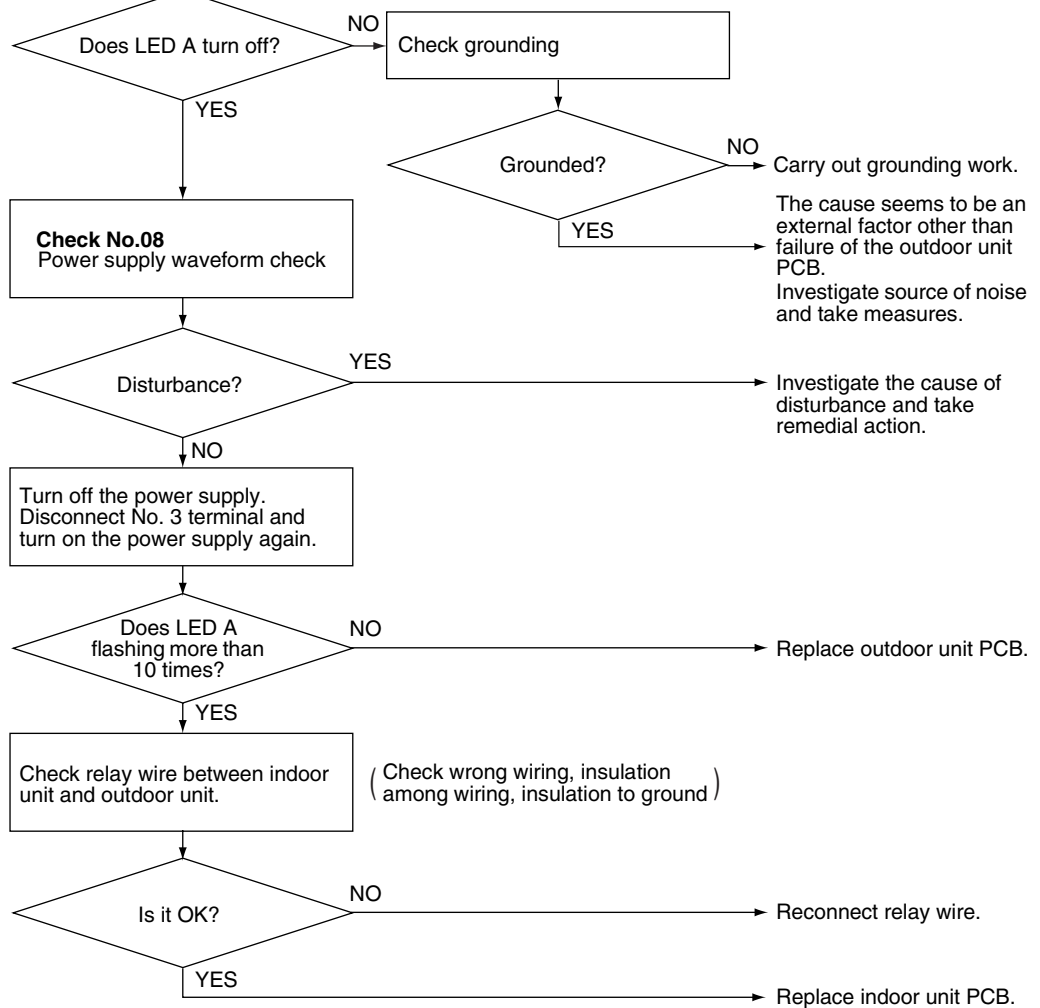 Does LED A turn off?
NO
Check grounding
YES
Grounded?
NO
Carry out grounding work.
YES
The cause seems to be an
external factor other than
failure of the outdoor unit
PCB.
Investigate source of noise
and take measures.
Check No.08
Power supply waveform check
Disturbance?
YES
Investigate the cause of
disturbance and take
remedial action.
NO
Turn off the power supply.
Disconnect No. 3 terminal and
turn on the power supply again.
Does LED A
flashing more than
10 times?
NO
Replace outdoor unit PCB.
YES
Check relay wire between indoor
unit and outdoor unit.
(Check wrong wiring, insulation
among wiring, insulation to ground)
Is it OK?
NO
Reconnect relay wire.
YES
Replace indoor unit PCB.